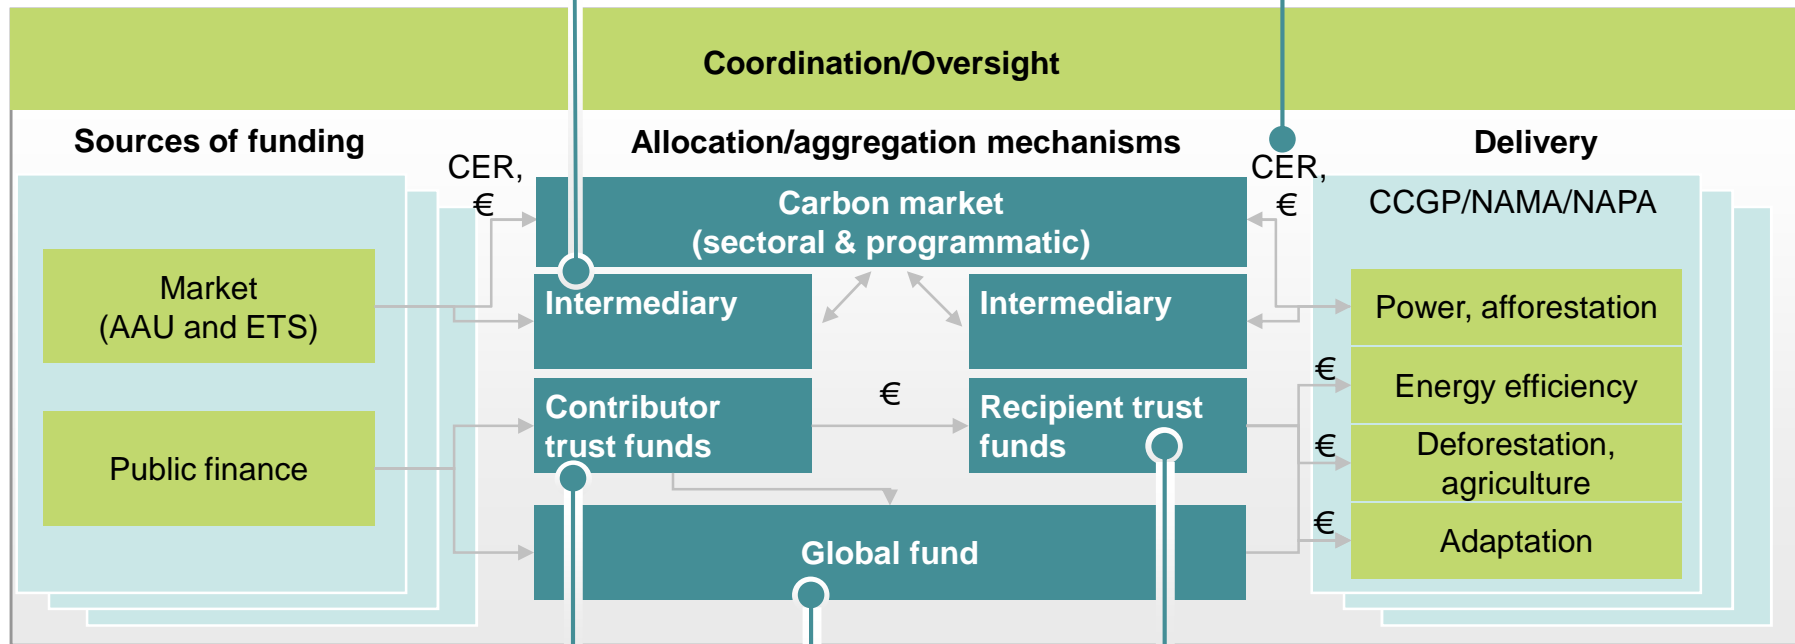 Coordination/Oversight
Sources of funding
Allocation/aggregation mechanisms
Delivery
CER,
€
CER,
€
Carbon market
(sectoral & programmatic)
CCGP/NAMA/NAPA
Market
(AAU and ETS)
Intermediary
Intermediary
Power, afforestation
€
Energy efficiency
Public finance
Contributor
trust funds
€
Recipient trust
funds
€
Deforestation,
agriculture
Global fund
€
Adaptation